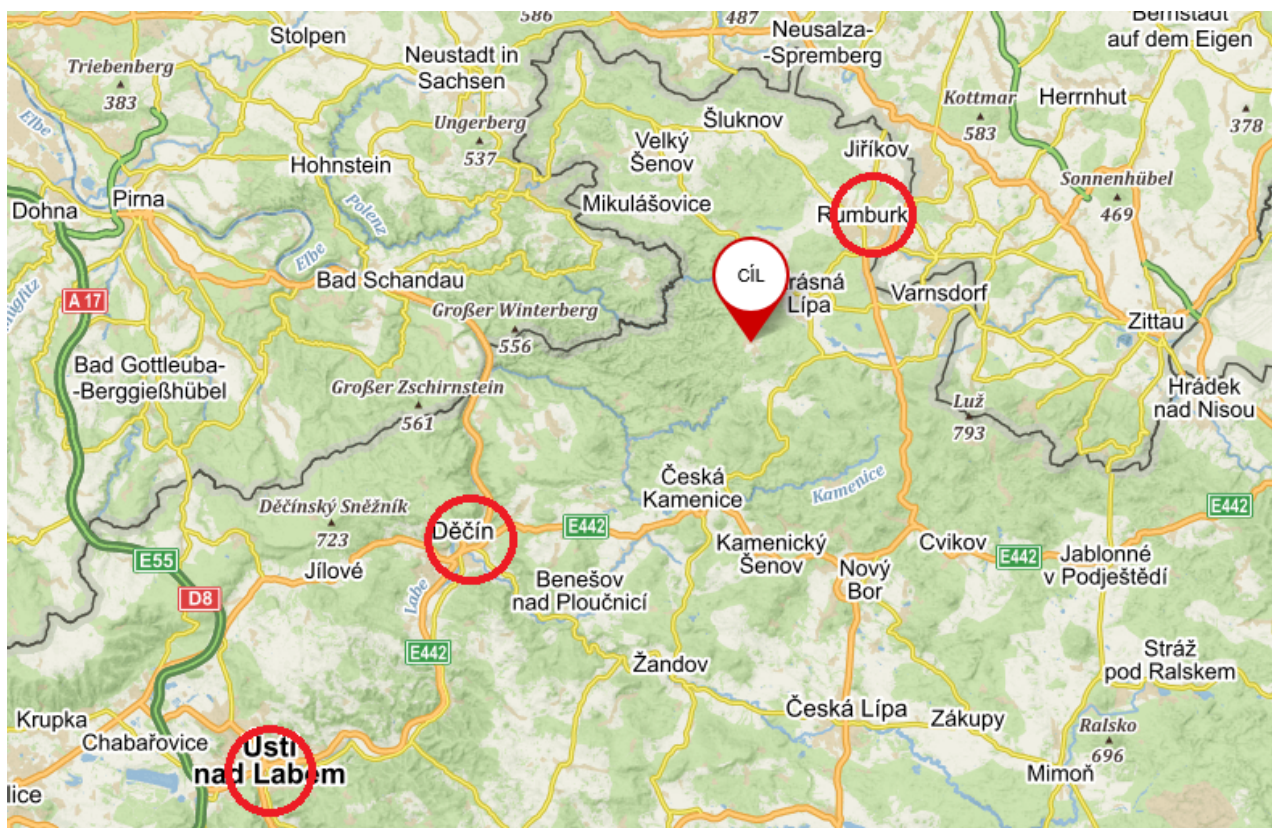 586
487
Bernstadt
auf dem Eigen
Stolpen
Neusalza-
-Spremberg
Triebenberg
383
Neustadt in
Sachsen
Kottmar
583
Herrnhut
378
Elbe
Ungerberg
537
Šluknov
Velký
Šenov
Jiříkov
Hohnstein
Polenz
Sonnenhübel
469
Pirna
Dohna
Mikulášovice
Rumburk
Elbe
Bad Schandau
CÍL
rásná
Lípa
Varnsdorf
A 17
Großer Winterberg
556
Zittau
Bad Gottleuba-
-Berggießhübel
Großer Zschirnstein
561
Luž
793
Hrádek
nad Nisou
Česká
Kamenice
Kamenice
Děčínský Sněžník
723
Děčín
E442
E442
Jílové
Kamenický
Šenov
Cvikov
E442
Jablonné
v Podještědí
E55
D8
Labe
Benešov
nad Ploučnicí
Nový
Bor
E442
Žandov
Stráž
pod Ralskem
Krupka
Chabařovice
Česká Lípa
Zákupy
Ralsko
696
Ústí
nad Labem
Mimoň
lice